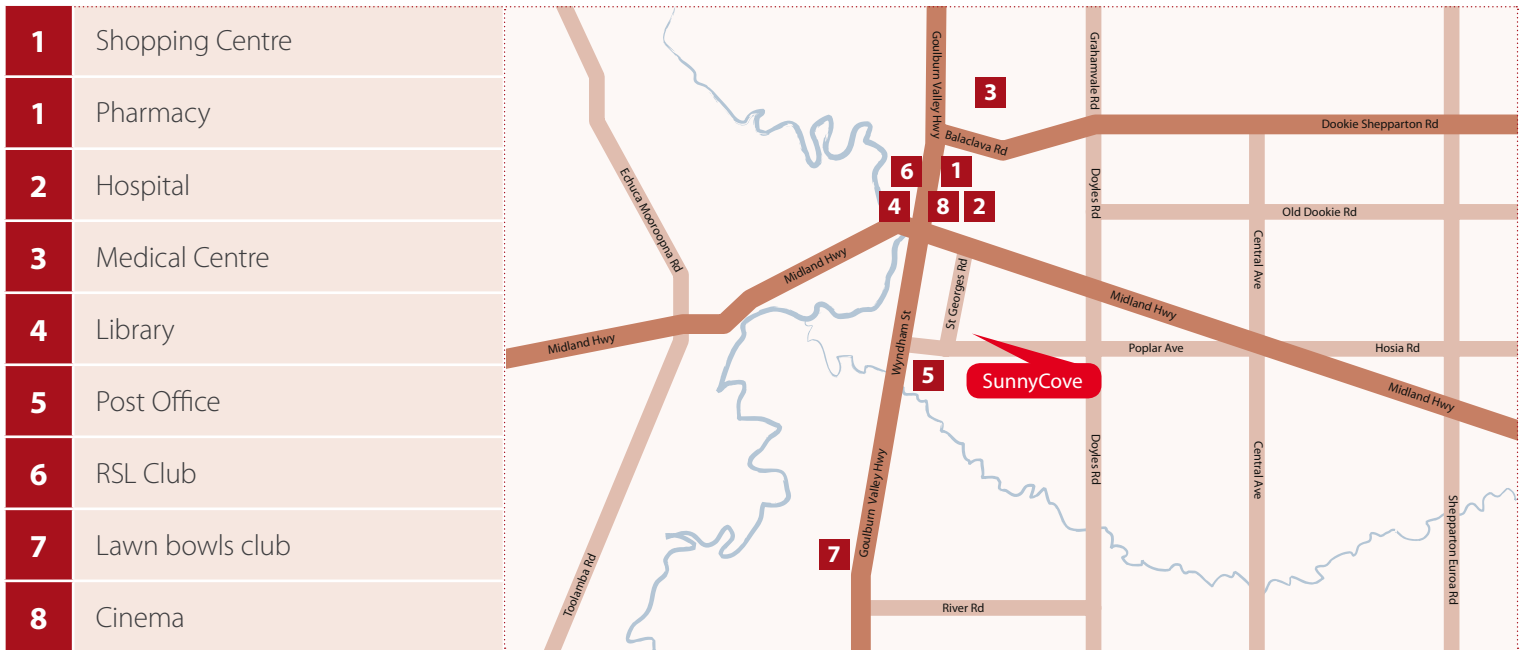 1 Shopping Centre
1 Pharmacy
2 Hospital
3 Medical Centre
4 Library
5 Post Office
6 RSL Club
7 Lawn bowls club
8 Cinema
Goulburn Valley Hwy
Grahamvale Rd
3
Dookie Shepparton Rd
Balaclava Rd
6
1
Echuca Mooroopna Rd
Doyles Rd
4
8
2
Old Dookie Rd
Midland Hwy
St Georges Rd
Central Ave
Midland Hwy
Midland Hwy
Wyndham St
Poplar Ave
Hosia Rd
5
SunnyCove
Midland Hwy
Goulburn Valley Hwy
Doyles Rd
Central Ave
Shepparton Euroa Rd
7
Toolamba Rd
River Rd